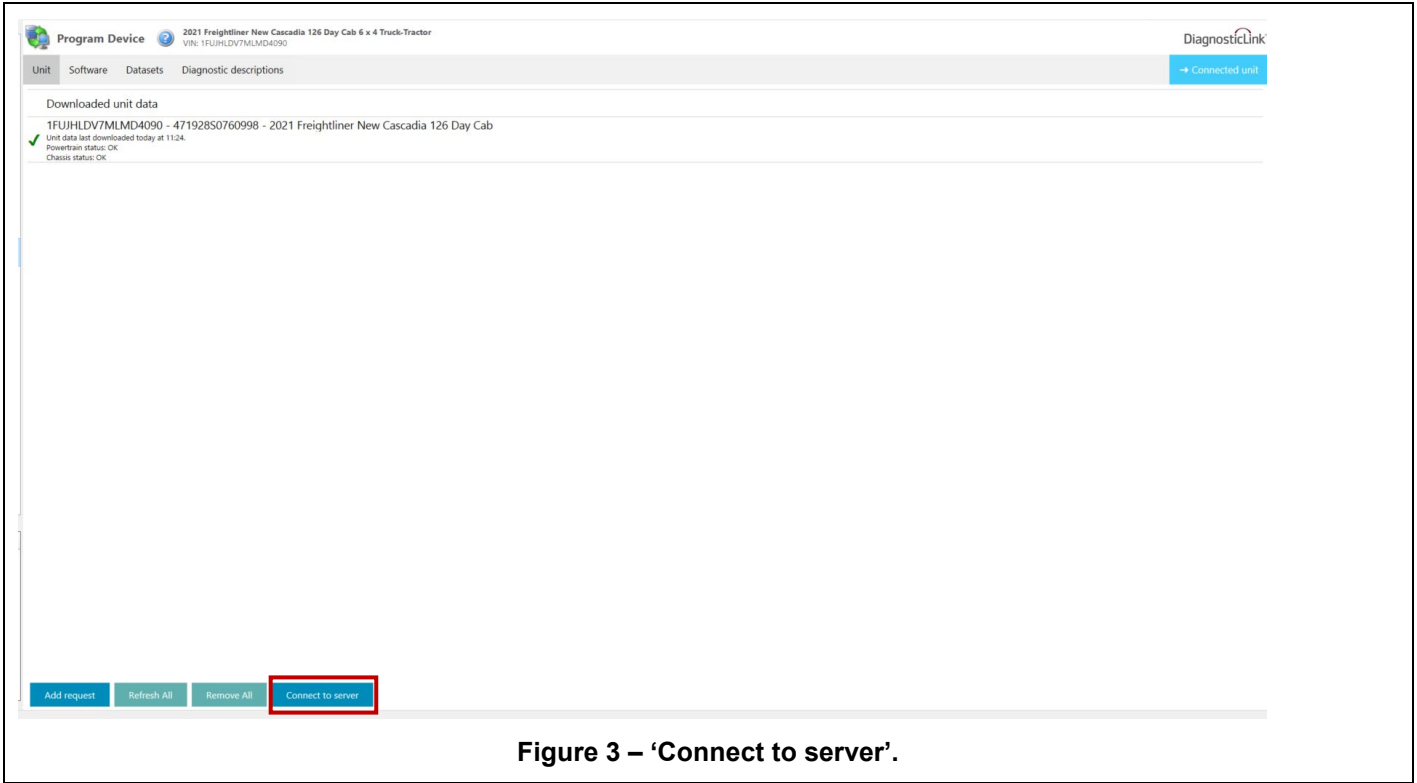 Program Device
2021 Freightliner New Cascadia 126 Day Cab 6 x 4 Truck-Tractor
VIN: 1FUJHLDV7MLMD4090
DiagnosticLink
Unit Software Datasets Diagnostic descriptions
→ Connected unit
Downloaded unit data
1FUJHLDV7MLMD4090 - 471928S0760998 - 2021 Freightliner New Cascadia 126 Day Cab
Unit data last downloaded today at 11:24.
Powertrain status: OK
Chassis status: OK
Add request Refresh All Remove All Connect to server
Figure 3 – ‘Connect to server’.